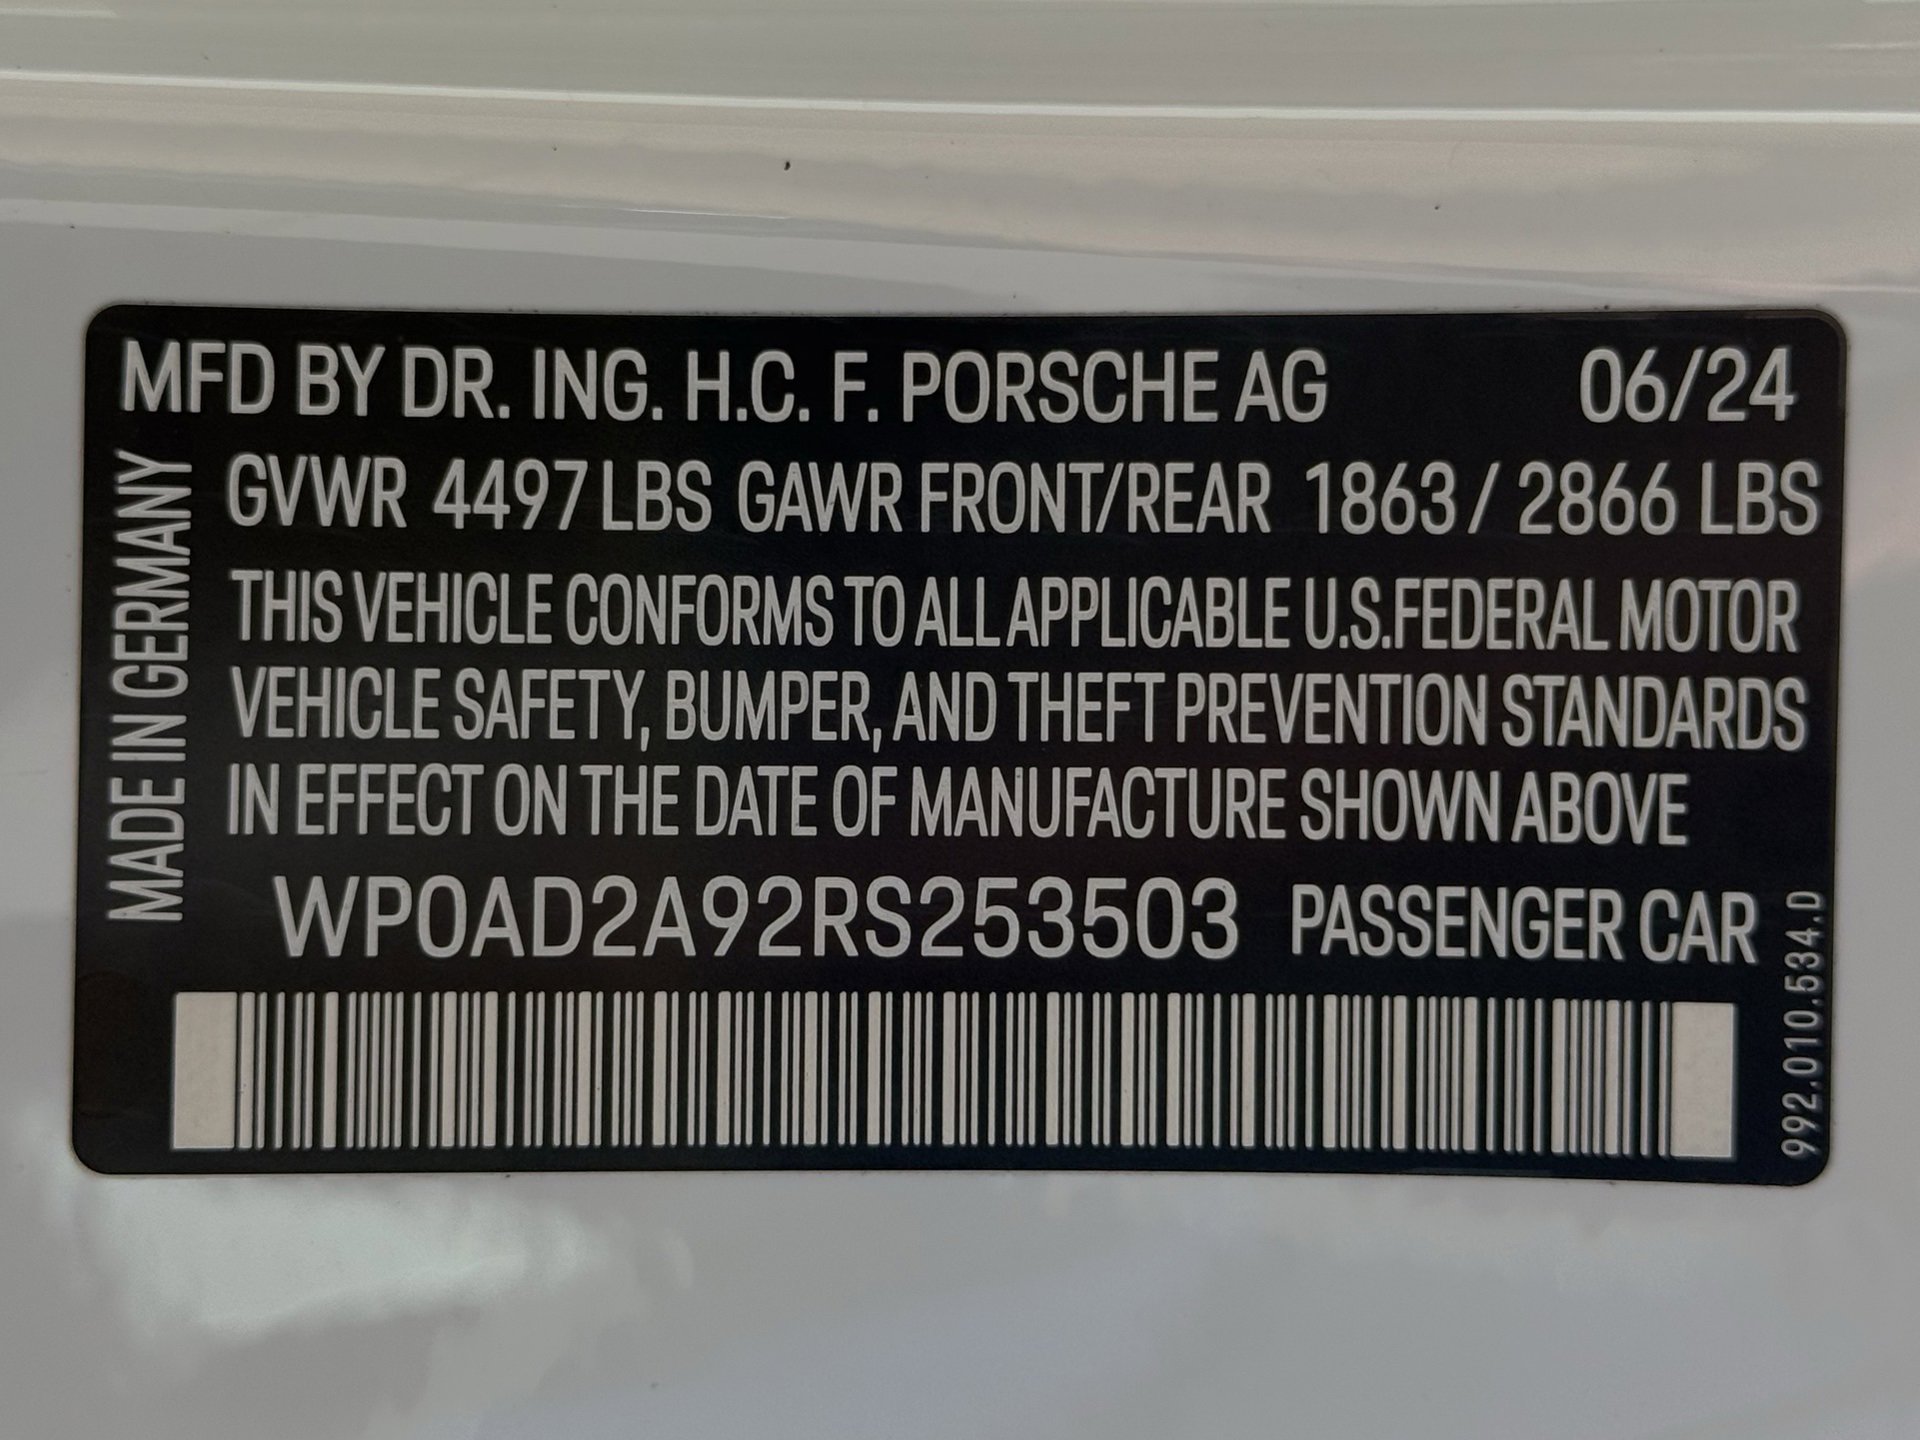 MFD BY DR. ING. H.C. F. PORSCHE AG 06/24
GVWR 4497 LBS GAWR FRONT/REAR 1863 / 2866 LBS
THIS VEHICLE CONFORMS TO ALL APPLICABLE U.S.FEDERAL MOTOR
VEHICLE SAFETY, BUMPER, AND THEFT PREVENTION STANDARDS
IN EFFECT ON THE DATE OF MANUFACTURE SHOWN ABOVE
WP0AD2A92RS253503 PASSENGER CAR
MADE IN GERMANY
992.010.534.D